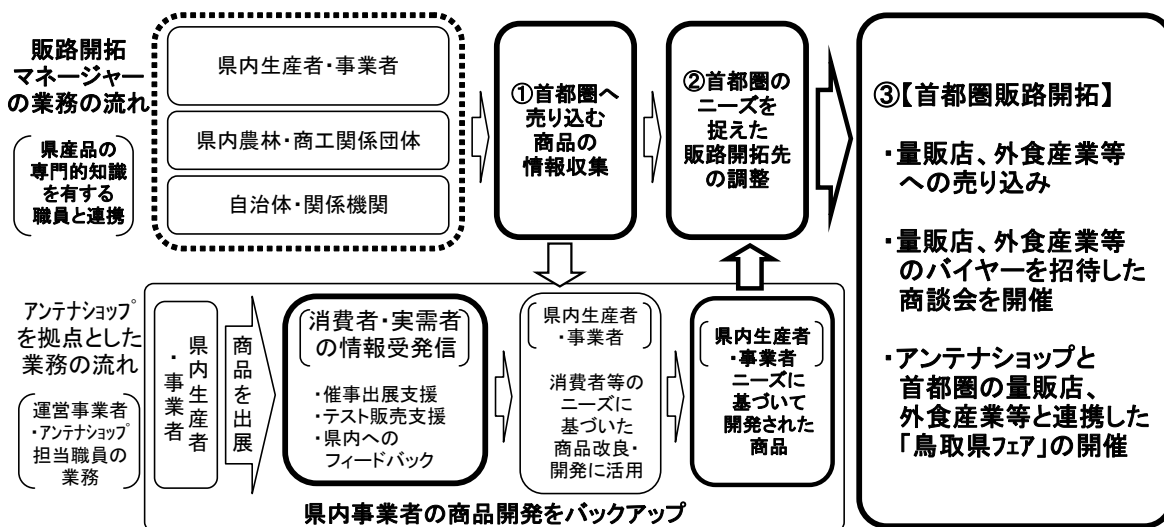 販路開拓
マネージャー
の業務の流れ
県産品の
専門的知識
を有する
職員と連携
県内生産者・事業者
県内農林・商工関係団体
自治体・関係機関
①首都圏へ
売り込む
商品の
情報収集
②首都圏の
ニーズを
捉えた
販路開拓先
の調整
③【首都圏販路開拓】
・量販店、外食産業等
への売り込み
・量販店、外食産業等
のバイヤーを招待した
商談会を開催
・アンテナショップと
首都圏の量販店、
外食産業等と連携した
「鳥取県フェア」の開催
アンテナショップ
を拠点とした
業務の流れ
運営事業者
・アンテナショップ
担当職員の
業務
県内生産者
・事業者
商品を出展
消費者・実需者
の情報受発信
・催事出展支援
・テスト販売支援
・県内への
フィードバック
県内生産者
・事業者
消費者等の
ニーズに
基づいた
商品改良・
開発に活用
県内生産者
・事業者
ニーズに
基づいて
開発された
商品
県内事業者の商品開発をバックアップ